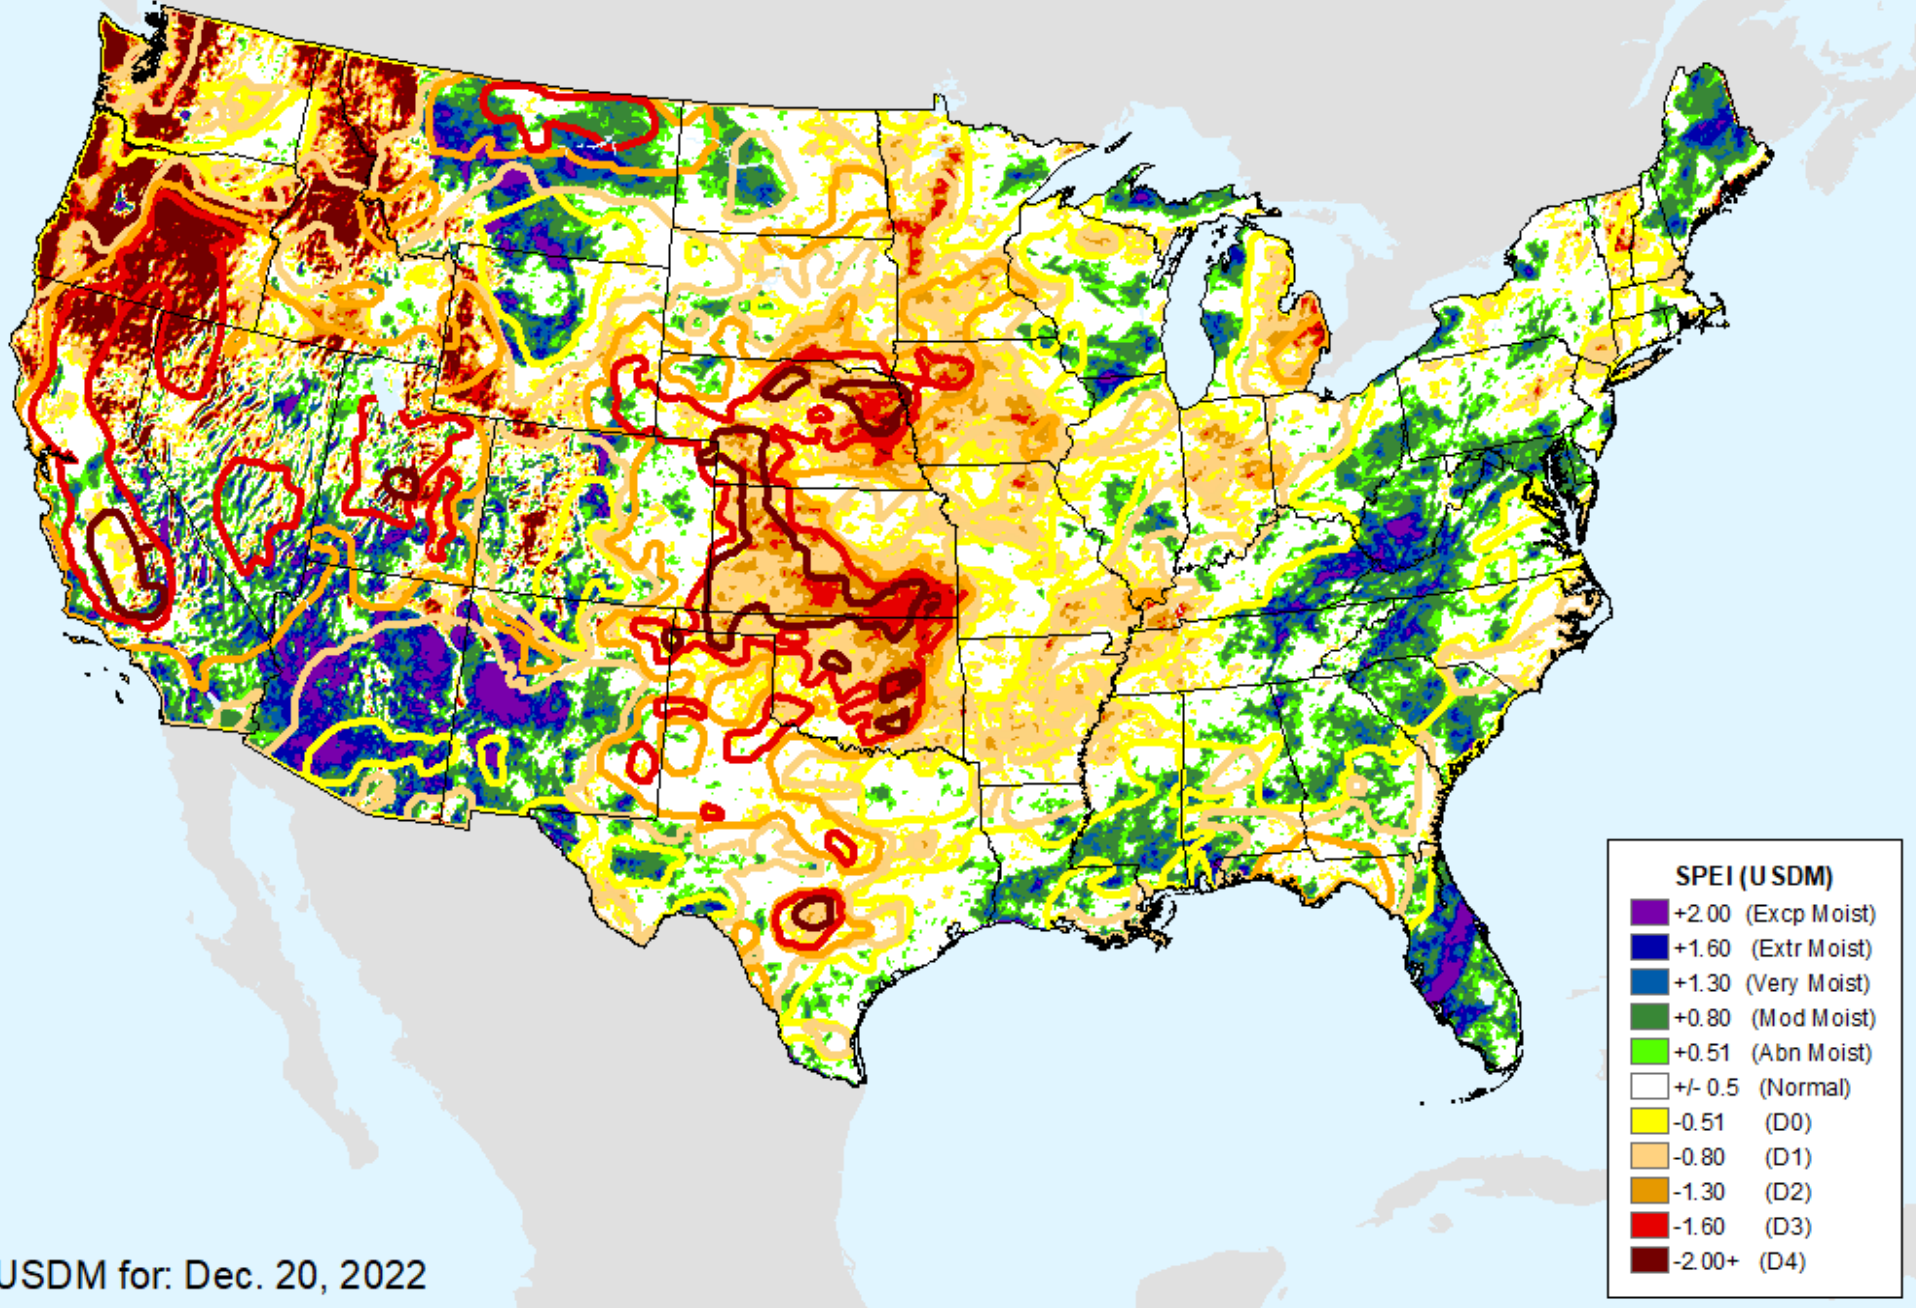 SPEI (USDM)
+2.00 (Excp Moist)
+1.60 (Extr Moist)
+1.30 (Very Moist)
+0.80 (Mod Moist)
+0.51 (Abn Moist)
+/- 0.5 (Normal)
-0.51 (D0)
-0.80 (D1)
-1.30 (D2)
-1.60 (D3)
-2.00+ (D4)
USDM for: Dec. 20, 2022